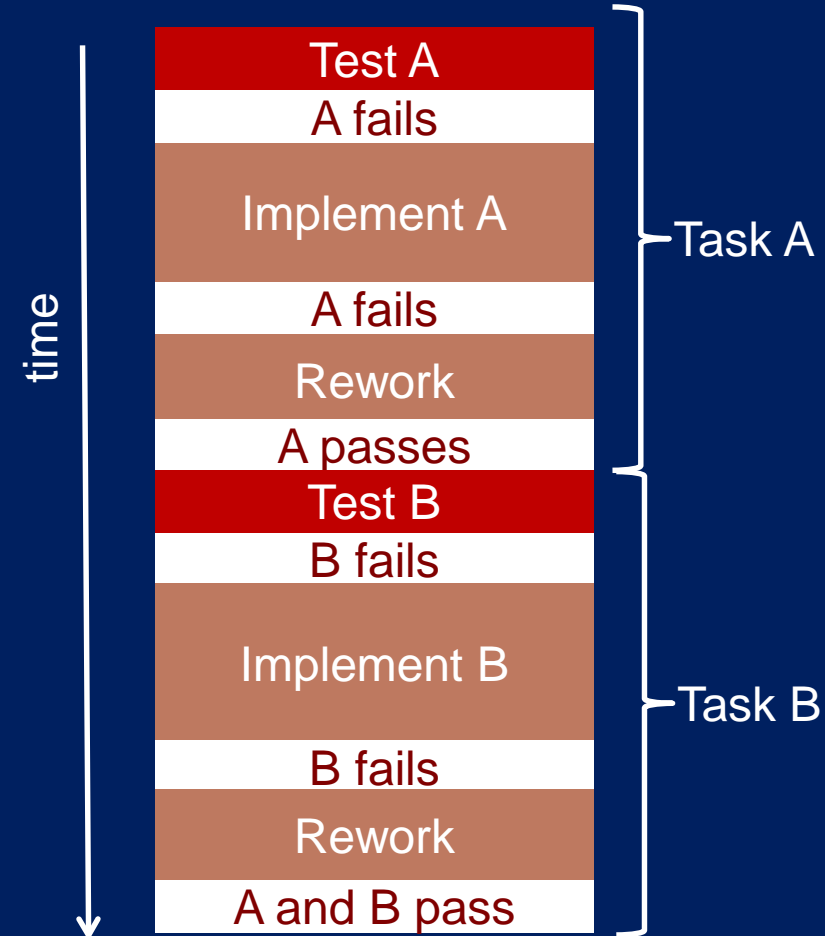 Test A
A fails
Implement A
A fails
Rework
A passes
Test B
B fails
Implement B
B fails
Rework
A and B pass
time
Task A
Task B